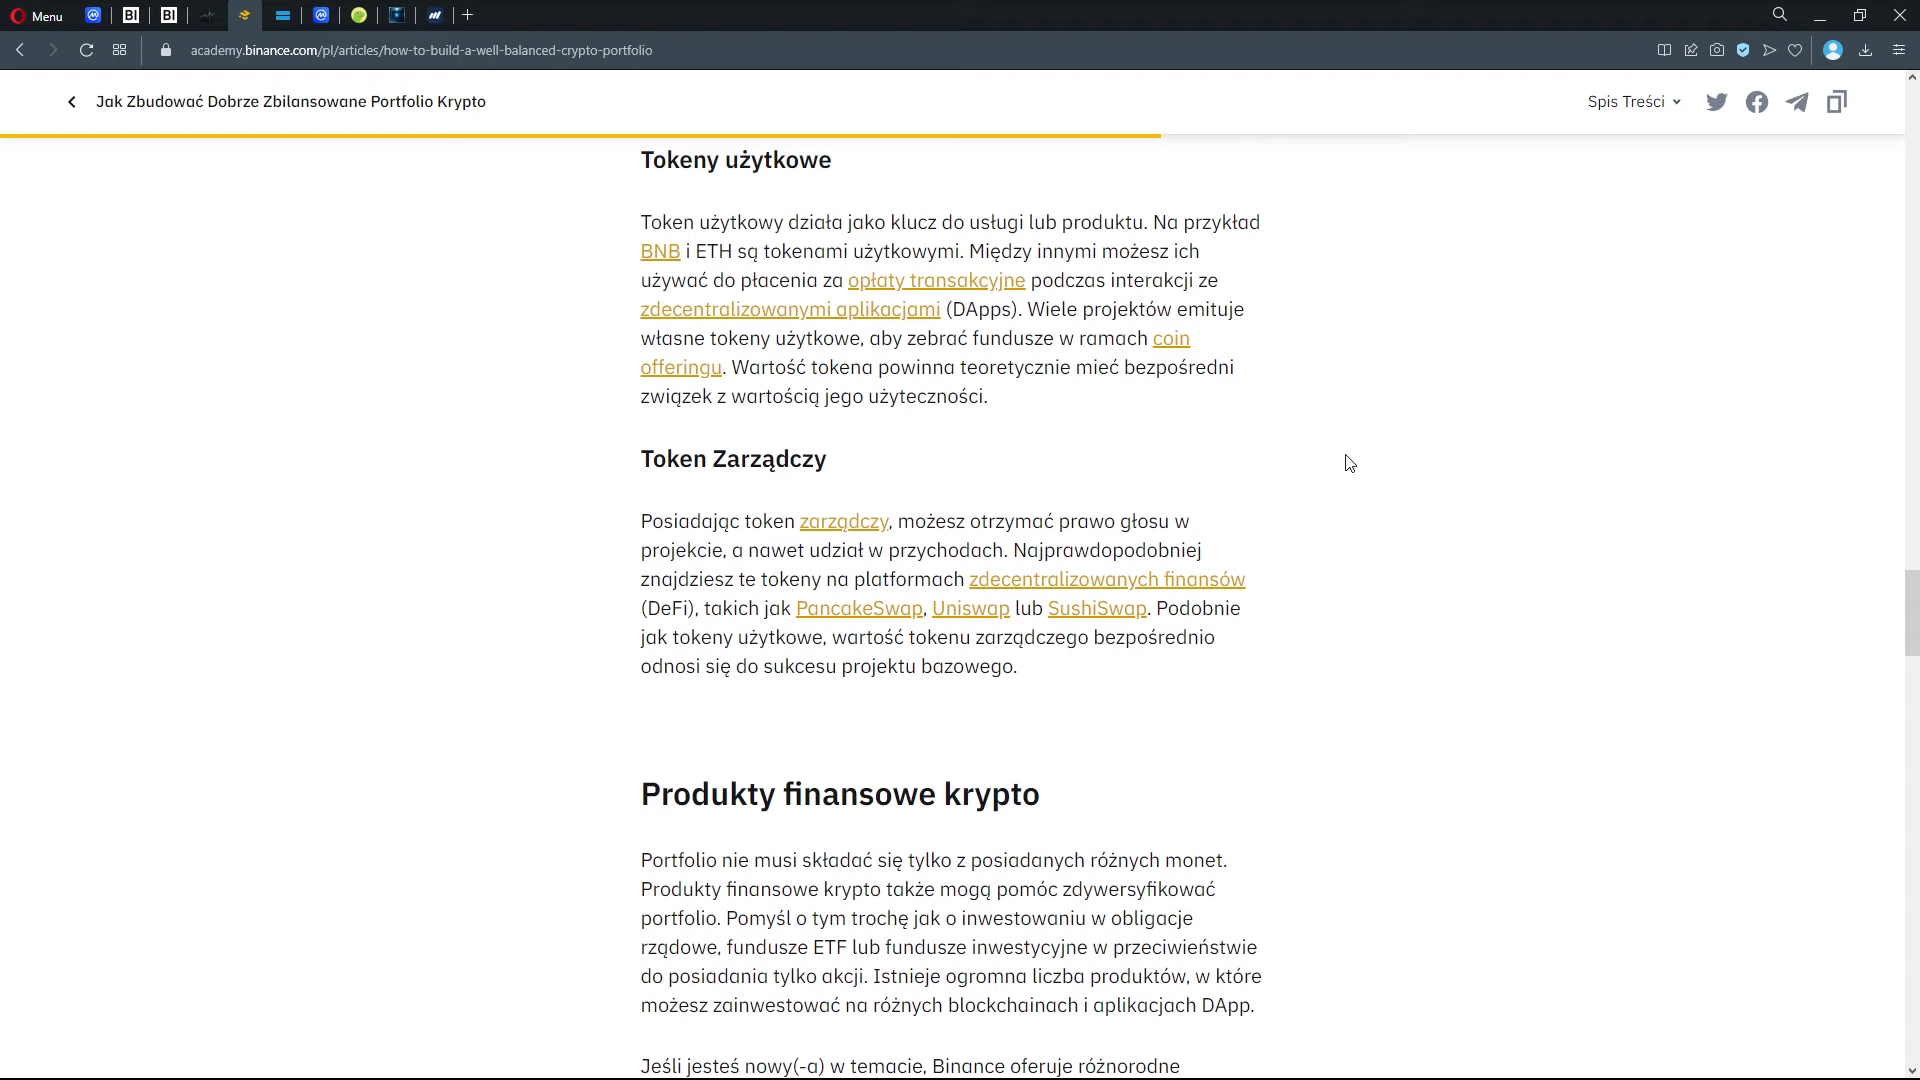 Menu
BI
BI
academy.binance.com/pl/articles/how-to-build-a-well-balanced-crypto-portfolio
Jak Zbudować Dobrze Zbilansowane Portfolio Krypto
Spis Treści
Tokeny użytkowe
Token użytkowy działa jako klucz do usługi lub produktu. Na przykład
BNB i ETH są tokenami użytkowymi. Między innymi możesz ich
używać do płacenia za opłaty transakcyjne podczas interakcji ze
zdecentralizowanymi aplikacjami (DApps). Wiele projektów emituje
własne tokeny użytkowe, aby zebrać fundusze w ramach coin
offeringu. Wartość tokena powinna teoretycznie mieć bezpośredni
związek z wartością jego użyteczności.
Token Zarządczy
Posiadając token zarządczy, możesz otrzymać prawo głosu w
projekcie, a nawet udział w przychodach. Najprawdopodobniej
znajdziesz te tokeny na platformach zdecentralizowanych finansów
(DeFi), takich jak PancakeSwap, Uniswap lub SushiSwap. Podobnie
jak tokeny użytkowe, wartość tokenu zarządczego bezpośrednio
odnosi się do sukcesu projektu bazowego.
Produkty finansowe krypto
Portfolio nie musi składać się tylko z posiadanych różnych monet.
Produkty finansowe krypto także mogą pomóc zdywersyfikować
portfolio. Pomyśl o tym trochę jak o inwestowaniu w obligacje
rządowe, fundusze ETF lub fundusze inwestycyjne w przeciwieństwie
do posiadania tylko akcji. Istnieje ogromna liczba produktów, w które
możesz zainwestować na różnych blockchainach i aplikacjach DApp.
Jeśli jesteś nowy(-a) w temacie, Binance oferuje różnorodne